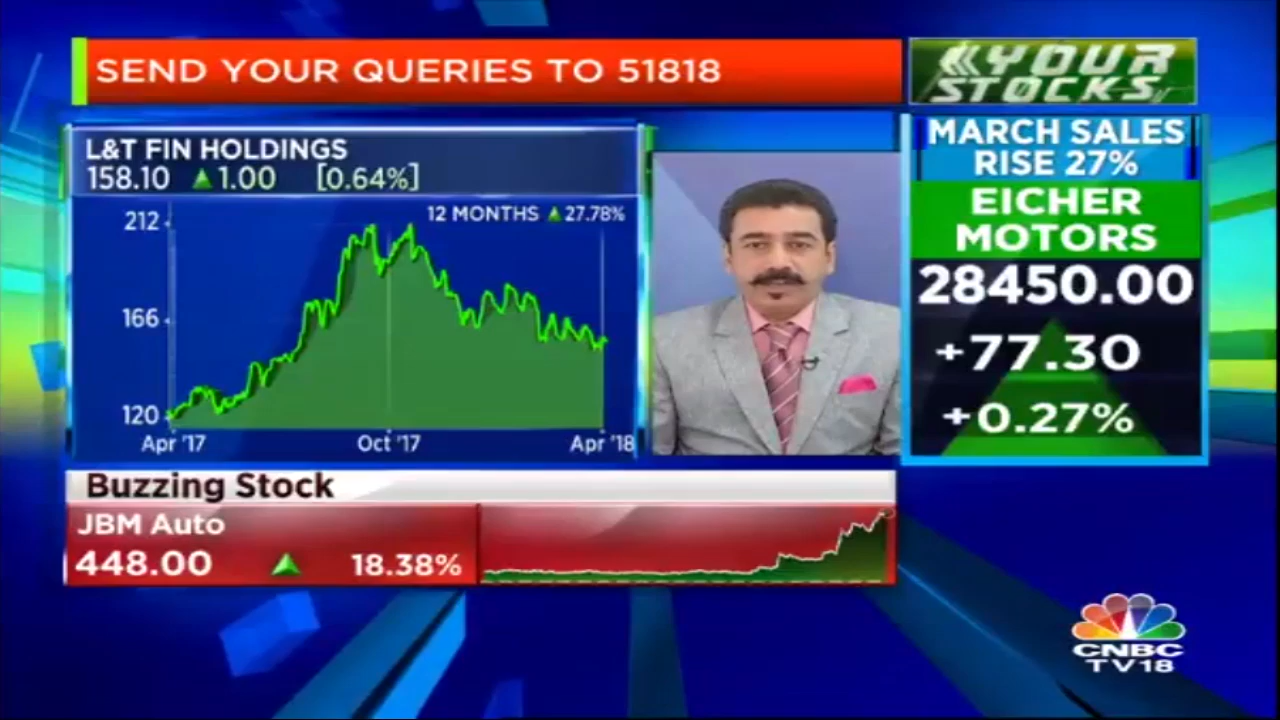 SEND YOUR QUERIES TO 51818
YOUR
STOCKS
L&T FIN HOLDINGS
158.10 ▲ 1.00 [0.64%]
12 MONTHS ▲ 27.78%
212
166
120
Apr '17
Oct '17
Apr '18
MARCH SALES
RISE 27%
EICHER
MOTORS
28450.00
+77.30
+0.27%
Buzzing Stock
JBM Auto
448.00 ▲ 18.38%
CNBC
TV18